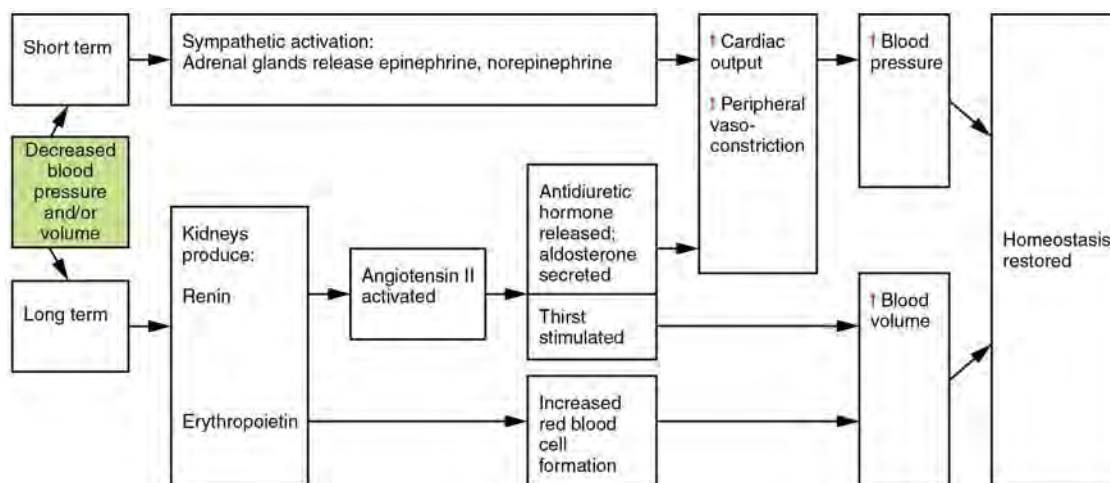 Short term
Sympathetic activation:
Adrenal glands release epinephrine, norepinephrine
↑ Cardiac
output
↑ Peripheral
vaso-
constriction
↑ Blood
pressure
Decreased
blood
pressure
and/or
volume
Long term
Kidneys
produce:
Renin
Erythropoietin
Angiotensin II
activated
Antidiuretic
hormone
released;
aldosterone
secreted
Thirst
stimulated
Increased
red blood
cell
formation
↑ Blood
volume
Homeostasis
restored